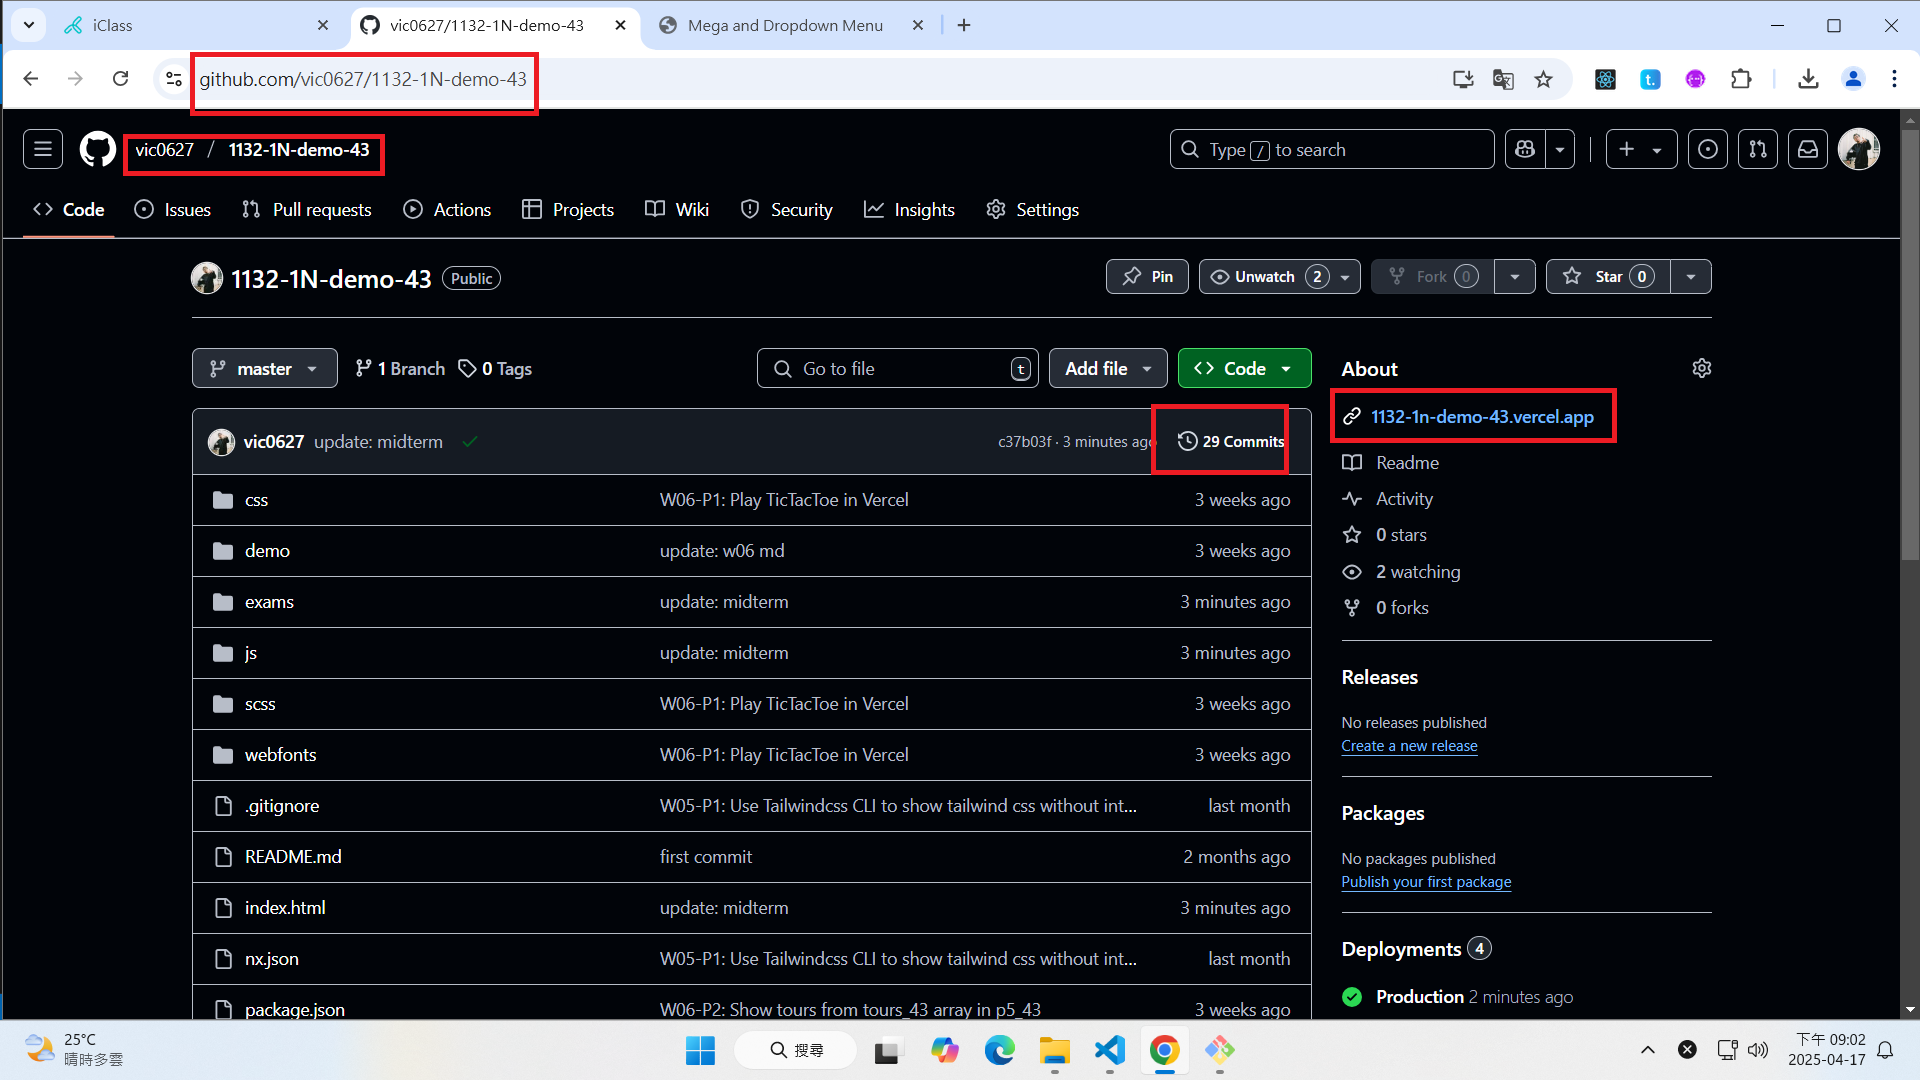 iClass
vic0627/1132-1N-demo-43
Mega and Dropdown Menu
github.com/vic0627/1132-1N-demo-43
vic0627 / 1132-1N-demo-43
Type / to search
Code
Issues
Pull requests
Actions
Projects
Wiki
Security
Insights
Settings
1132-1N-demo-43 Public
Pin
Unwatch 2
Fork 0
Star 0
master
1 Branch
0 Tags
Go to file t
Add file
Code
vic0627 update: midterm c37b03f · 3 minutes ago 29 Commits
css W06-P1: Play TicTacToe in Vercel 3 weeks ago
demo update: w06 md 3 weeks ago
exams update: midterm 3 minutes ago
js update: midterm 3 minutes ago
scss W06-P1: Play TicTacToe in Vercel 3 weeks ago
webfonts W06-P1: Play TicTacToe in Vercel 3 weeks ago
.gitignore W05-P1: Use Tailwindcss CLI to show tailwind css without int... last month
README.md first commit 2 months ago
index.html update: midterm 3 minutes ago
nx.json W05-P1: Use Tailwindcss CLI to show tailwind css without int... last month
package.json W06-P2: Show tours from tours_43 array in p5_43 3 weeks ago
About
1132-1n-demo-43.vercel.app
Readme
Activity
0 stars
2 watching
0 forks
Releases
No releases published
Create a new release
Packages
No packages published
Publish your first package
Deployments 4
Production 2 minutes ago
25°C
晴時多雲
搜尋
下午 09:02
2025-04-17